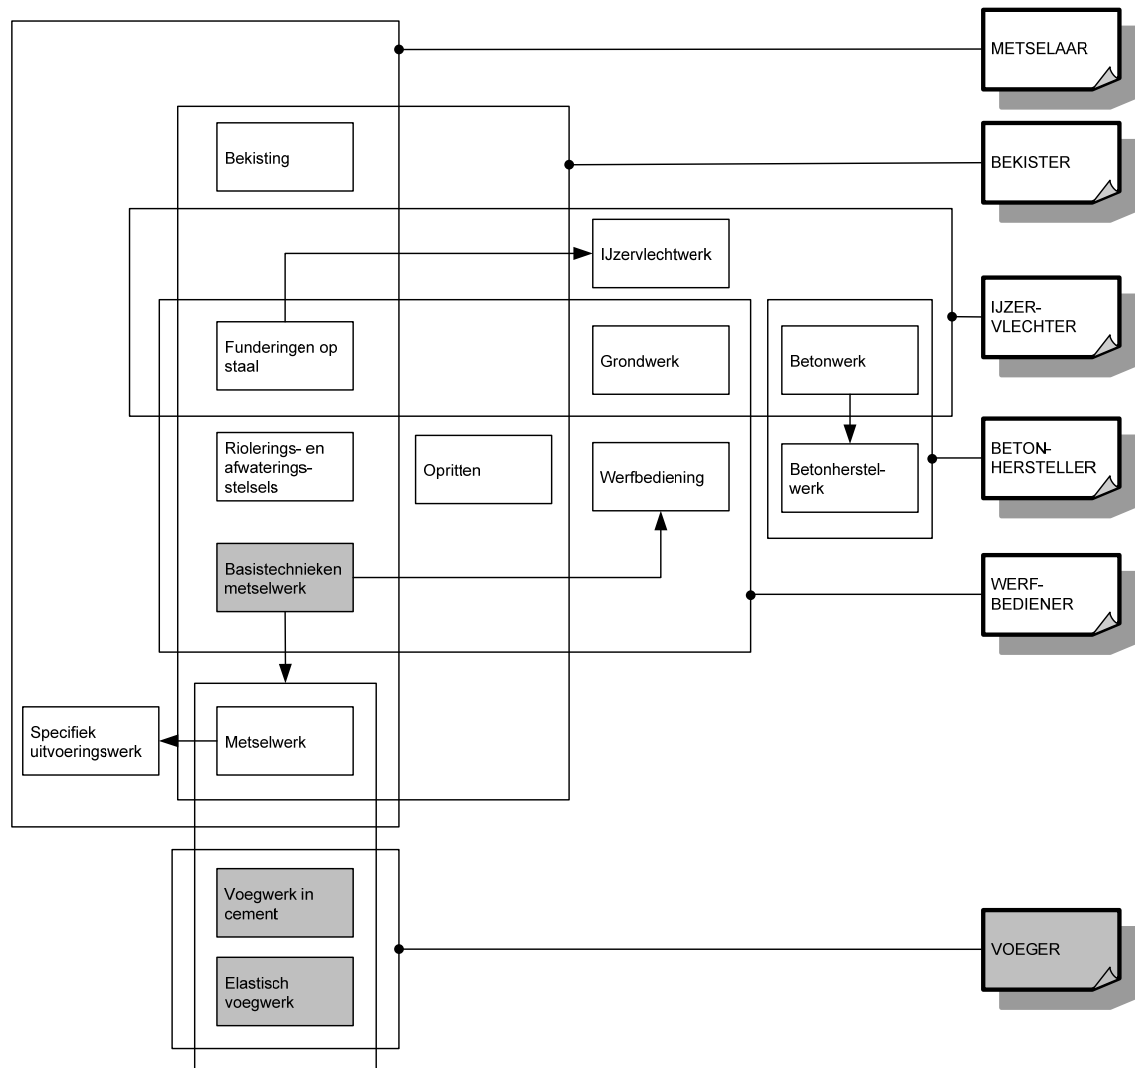 METSELAAR
Bekisting
BEKISTER
IJzervlechtwerk
IJZER-
VLECHTER
Funderingen op
staal
Grondwerk
Betonwerk
Riolerings- en
afwaterings-
stelsels
Opritten
Werfbediening
Betonherstel-
werk
BETON-
HERSTELLER
Basistechnieken
metselwerk
WERF-
BEDIENER
Specifiek
uitvoeringswerk
Metselwerk
Voegwerk in
cement
VOEGER
Elastisch
voegwerk